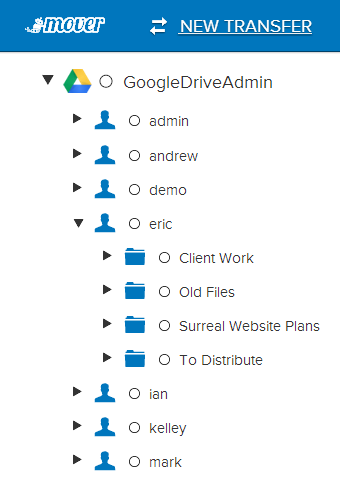 mover NEW TRANSFER
GoogleDriveAdmin
admin
andrew
demo
eric
Client Work
Old Files
Surreal Website Plans
To Distribute
ian
kelley
mark